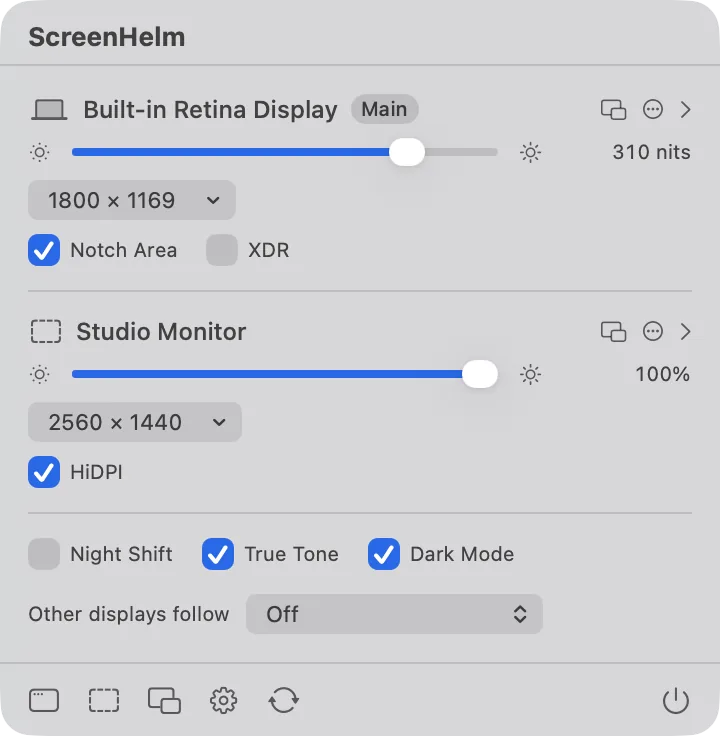 ScreenHelm
Built-in Retina Display Main
310 nits
1800 × 1169
Notch Area XDR
Studio Monitor
100%
2560 × 1440
HiDPI
Night Shift True Tone Dark Mode
Other displays follow Off